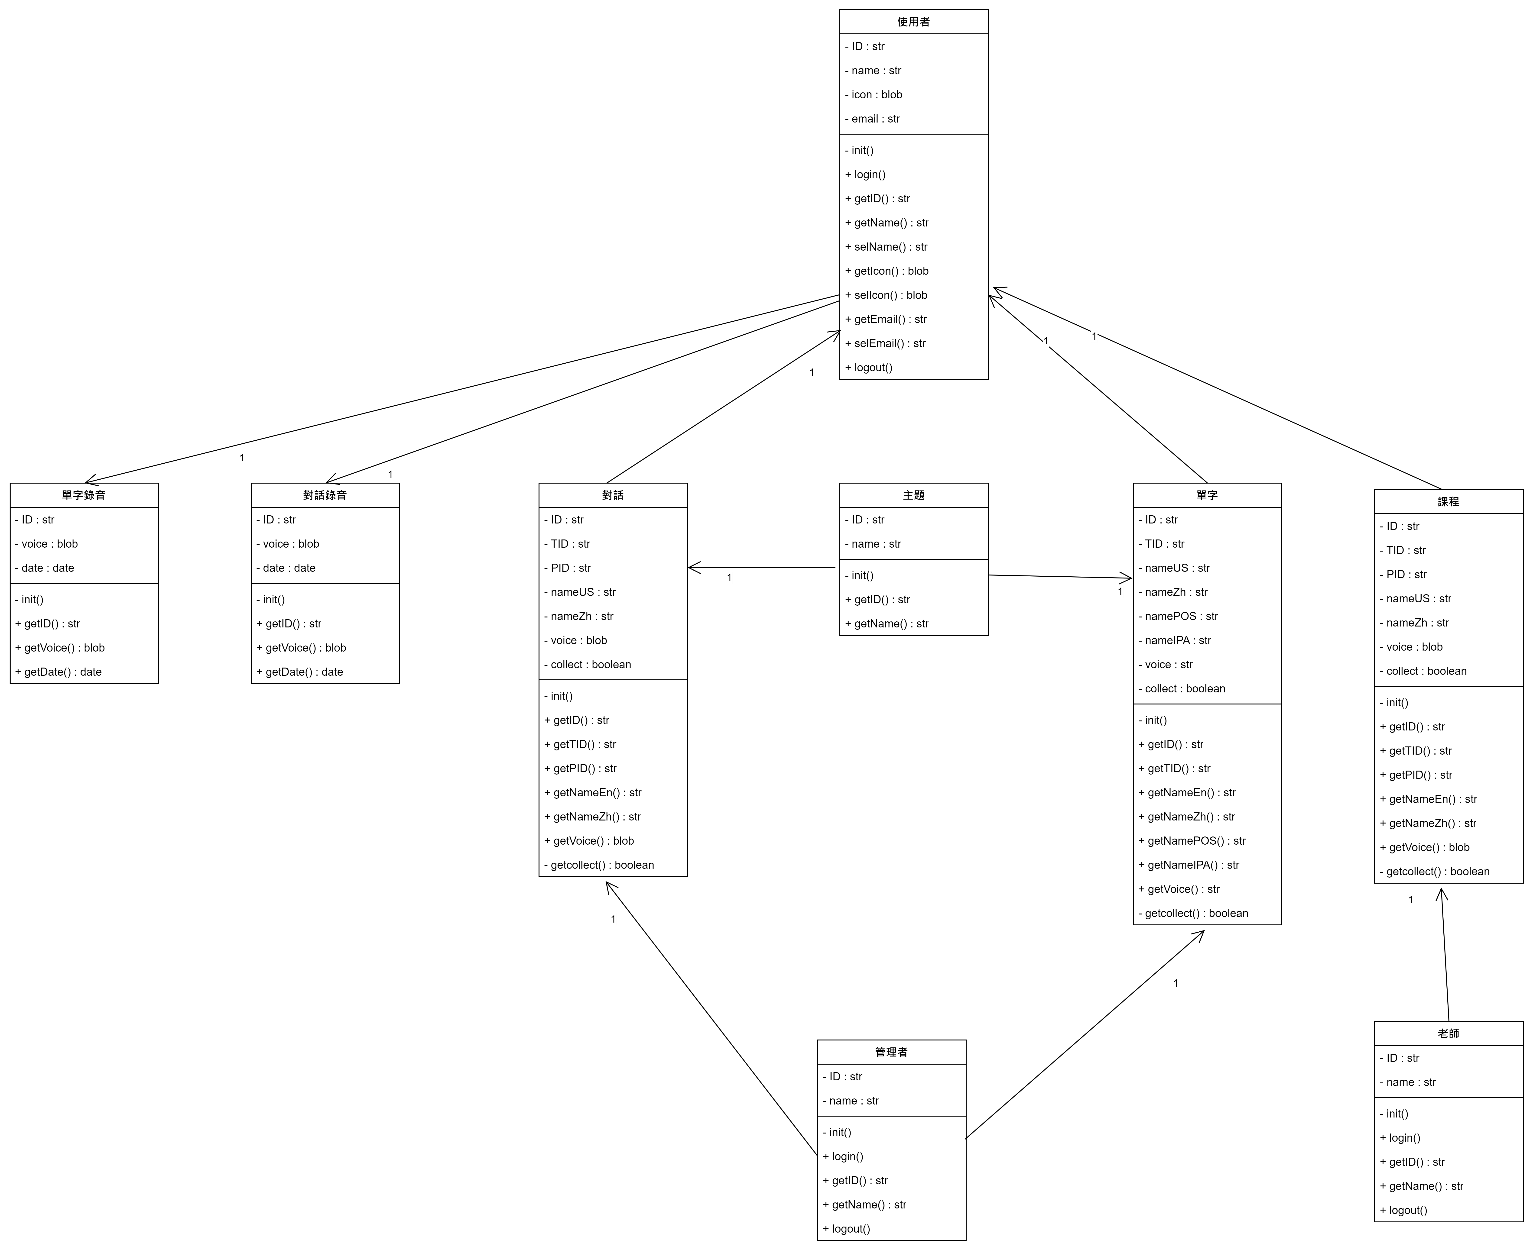 使用者
- ID : str
- name : str
- icon : blob
- email : str
- init()
+ login()
+ getID() : str
+ getName() : str
+ selName() : str
+ getIcon() : blob
+ selIcon() : blob
+ getEmail() : str
+ selEmail() : str
+ logout()
1
1
1
1
1
單字錄音
- ID : str
- voice : blob
- date : date
- init()
+ getID() : str
+ getVoice() : blob
+ getDate() : date
對話錄音
- ID : str
- voice : blob
- date : date
- init()
+ getID() : str
+ getVoice() : blob
+ getDate() : date
對話
- ID : str
- TID : str
- PID : str
- nameUS : str
- nameZh : str
- voice : blob
- collect : boolean
- init()
+ getID() : str
+ getTID() : str
+ getPID() : str
+ getNameEn() : str
+ getNameZh() : str
+ getVoice() : blob
- getcollect() : boolean
1
主題
- ID : str
- name : str
- init()
+ getID() : str
+ getName() : str
1
單字
- ID : str
- TID : str
- nameUS : str
- nameZh : str
- namePOS : str
- nameIPA : str
- voice : str
- collect : boolean
- init()
+ getID() : str
+ getTID() : str
+ getNameEn() : str
+ getNameZh() : str
+ getNamePOS() : str
+ getNameIPA() : str
+ getVoice() : str
- getcollect() : boolean
課程
- ID : str
- TID : str
- PID : str
- nameUS : str
- nameZh : str
- voice : blob
- collect : boolean
- init()
+ getID() : str
+ getTID() : str
+ getPID() : str
+ getNameEn() : str
+ getNameZh() : str
+ getVoice() : blob
- getcollect() : boolean
1
1
1
管理者
- ID : str
- name : str
- init()
+ login()
+ getID() : str
+ getName() : str
+ logout()
老師
- ID : str
- name : str
- init()
+ login()
+ getID() : str
+ getName() : str
+ logout()